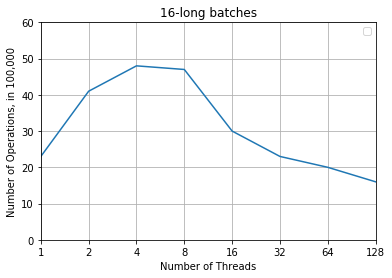 16-long batches
60
50
40
30
20
10
0
Number of Operations, in 100,000
1 2 4 8 16 32 64 128
Number of Threads